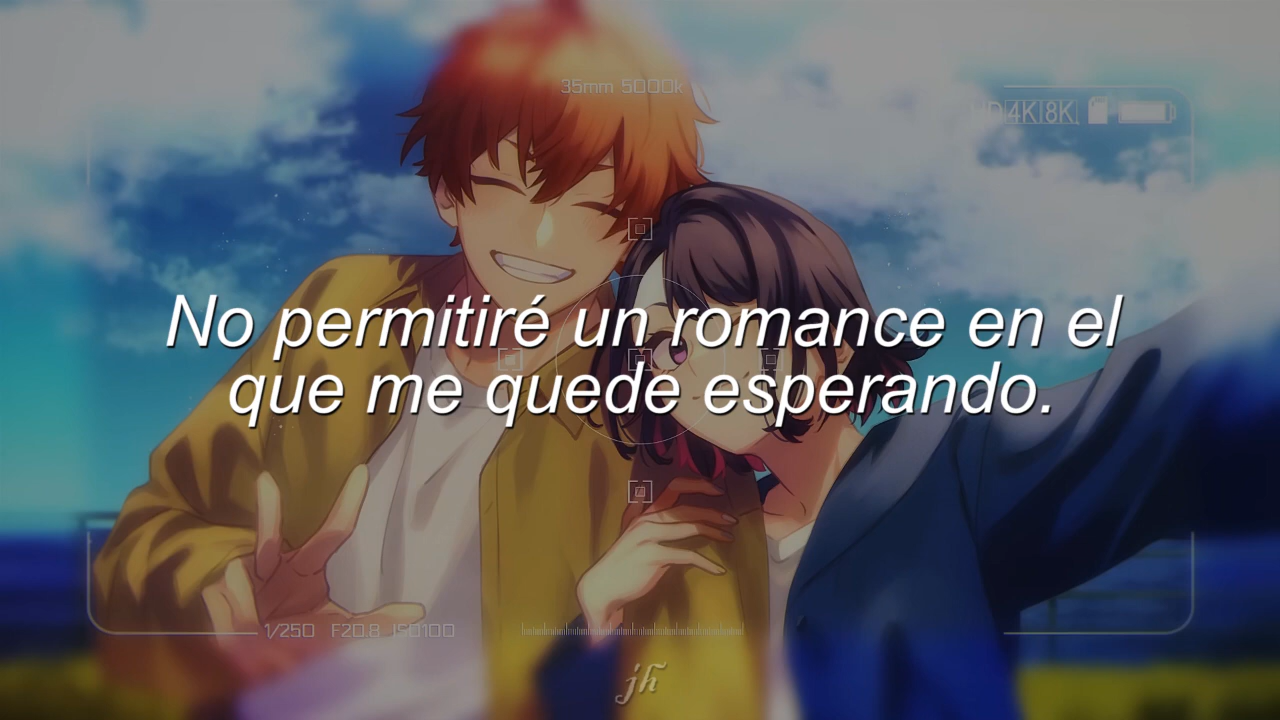 35mm 5000k
HD 4K 8K
No permitiré un romance en el
que me quede esperando.
1/250 F20.8 ISO100
jh